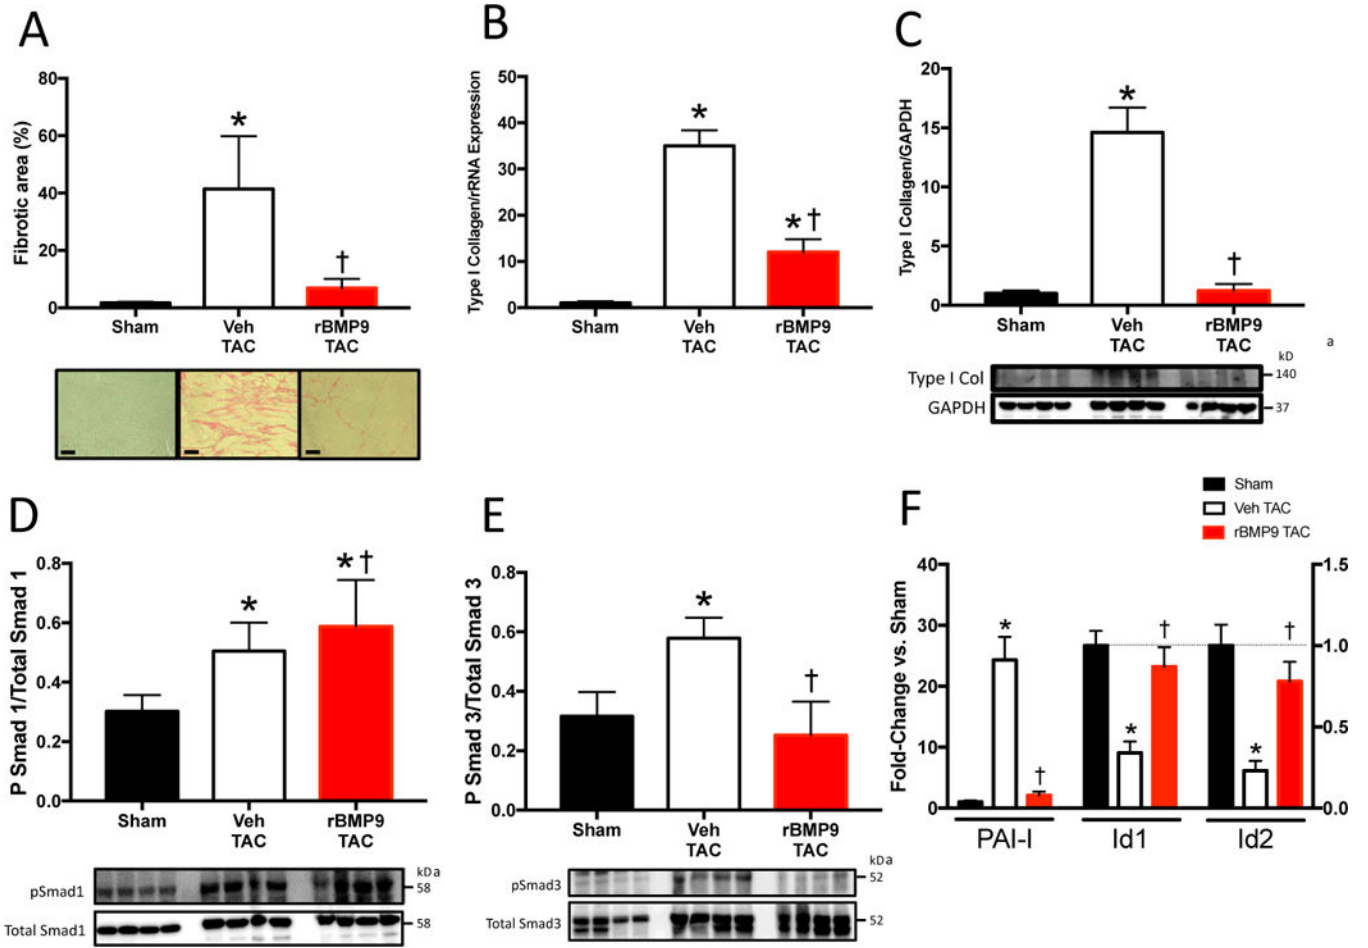 A
Fibrotic area (%)
80
60
40
20
0
*
†
Sham
Veh
TAC
rBMP9
TAC
B
Type I Collagen/rRNA Expression
50
40
30
20
10
0
*
*†
Sham
Veh
TAC
rBMP9
TAC
C
Type I Collagen/GAPDH
20
15
10
5
0
*
†
Sham
Veh
TAC
rBMP9
TAC
a
kD
Type I Col
140
GAPDH
37
D
P Smad 1/Total Smad 1
0.8
0.6
0.4
0.2
0.0
*
*†
Sham
Veh
TAC
rBMP9
TAC
kDa
pSmad1
58
Total Smad1
58
E
P Smad 3/Total Smad 3
0.8
0.6
0.4
0.2
0.0
*
†
Sham
Veh
TAC
rBMP9
TAC
kDa
pSmad3
52
Total Smad3
52
F
Sham
Veh TAC
rBMP9 TAC
Fold-Change vs. Sham
40
30
20
10
0
1.5
1.0
0.5
0.0
*
†
*
†
*
†
PAI-I
Id1
Id2